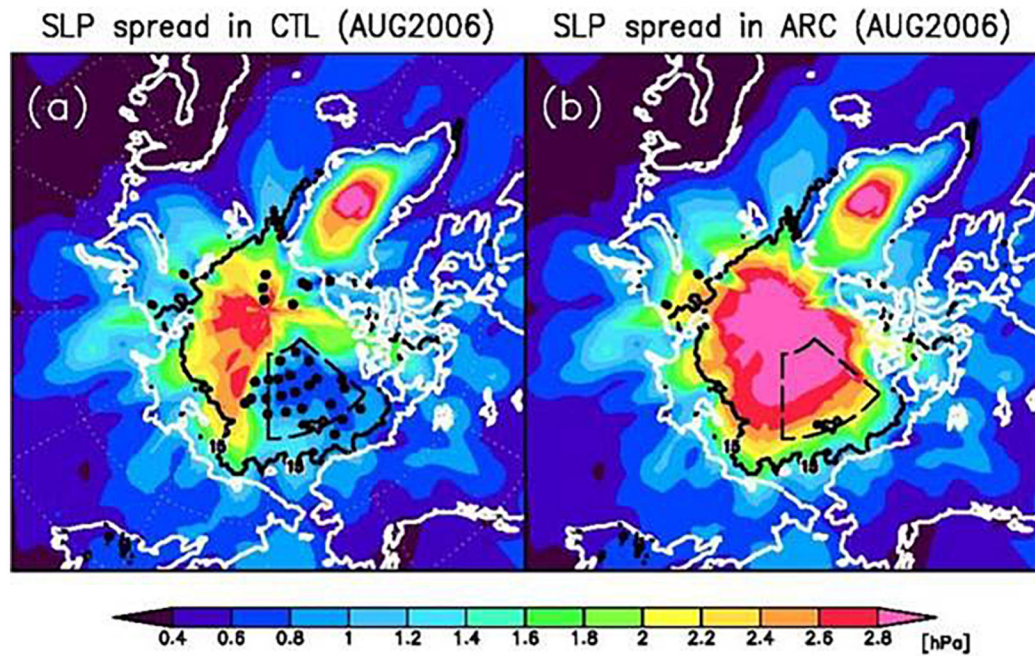 SLP spread in CTL (AUG2006)
SLP spread in ARC (AUG2006)
(a)
(b)
15
15
15
15
0.4 0.6 0.8 1 1.2 1.4 1.6 1.8 2 2.2 2.4 2.6 2.8 [hPa]